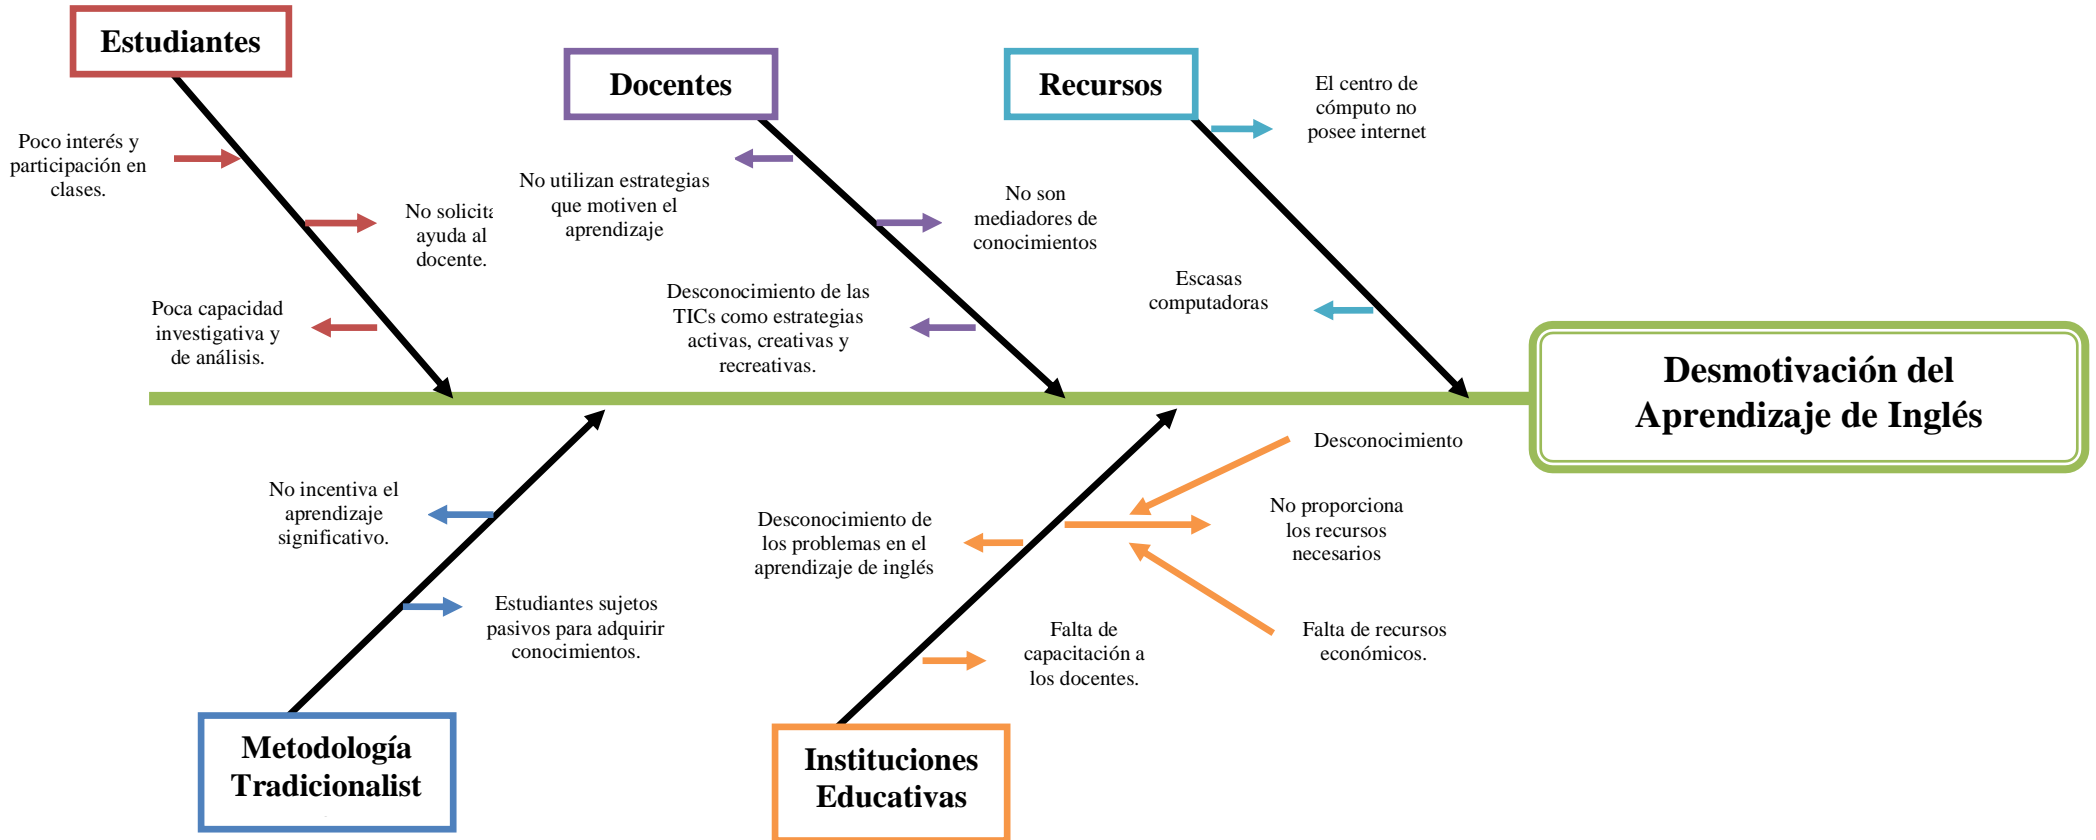 Estudiantes
Docentes
Recursos
El centro de
cómputo no
posee internet
Poco interés y
participación en
clases.
No utilizan estrategias
que motiven el
aprendizaje
No son
mediadores de
conocimientos
No solicita
ayuda al
docente.
Escasas
computadoras
Desconocimiento de las
TICs como estrategias
activas, creativas y
recreativas.
Poca capacidad
investigativa y
de análisis.
Desmotivación del
Aprendizaje de Inglés
Desconocimiento
No incentiva el
aprendizaje
significativo.
Desconocimiento de
los problemas en el
aprendizaje de inglés
No proporciona
los recursos
necesarios
Estudiantes sujetos
pasivos para adquirir
conocimientos.
Falta de
capacitación a
los docentes.
Falta de recursos
económicos.
Metodología
Tradicionalist
Instituciones
Educativas